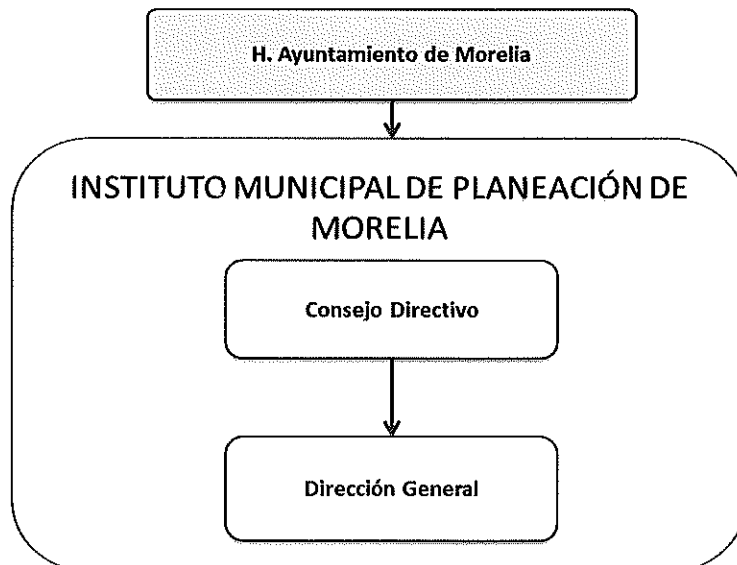 H. Ayuntamiento de Morelia
INSTITUTO MUNICIPAL DE PLANEACIÓN DE
MORELIA
Consejo Directivo
Dirección General